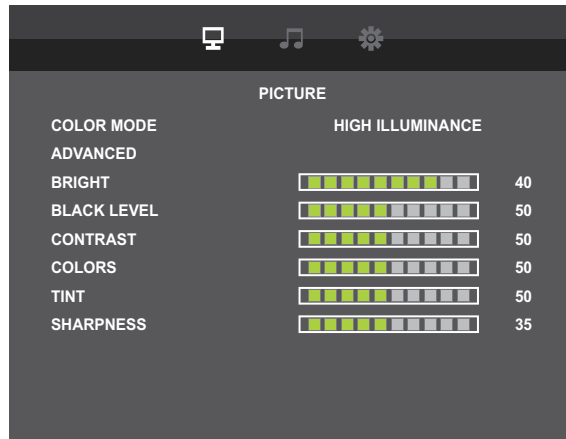 PICTURE
COLOR MODE HIGH ILLUMINANCE
ADVANCED
BRIGHT 40
BLACK LEVEL 50
CONTRAST 50
COLORS 50
TINT 50
SHARPNESS 35